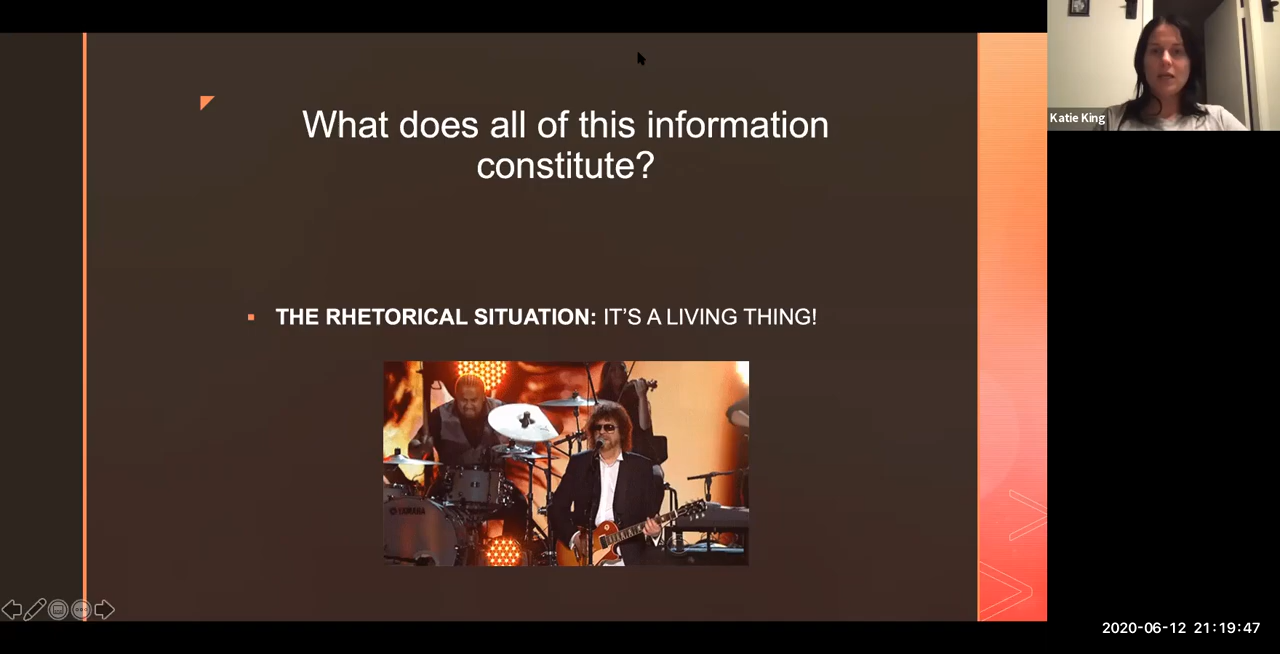 What does all of this information
constitute?
Katie King
▪ THE RHETORICAL SITUATION: IT’S A LIVING THING!
YAMAHA
2020-06-12 21:19:47